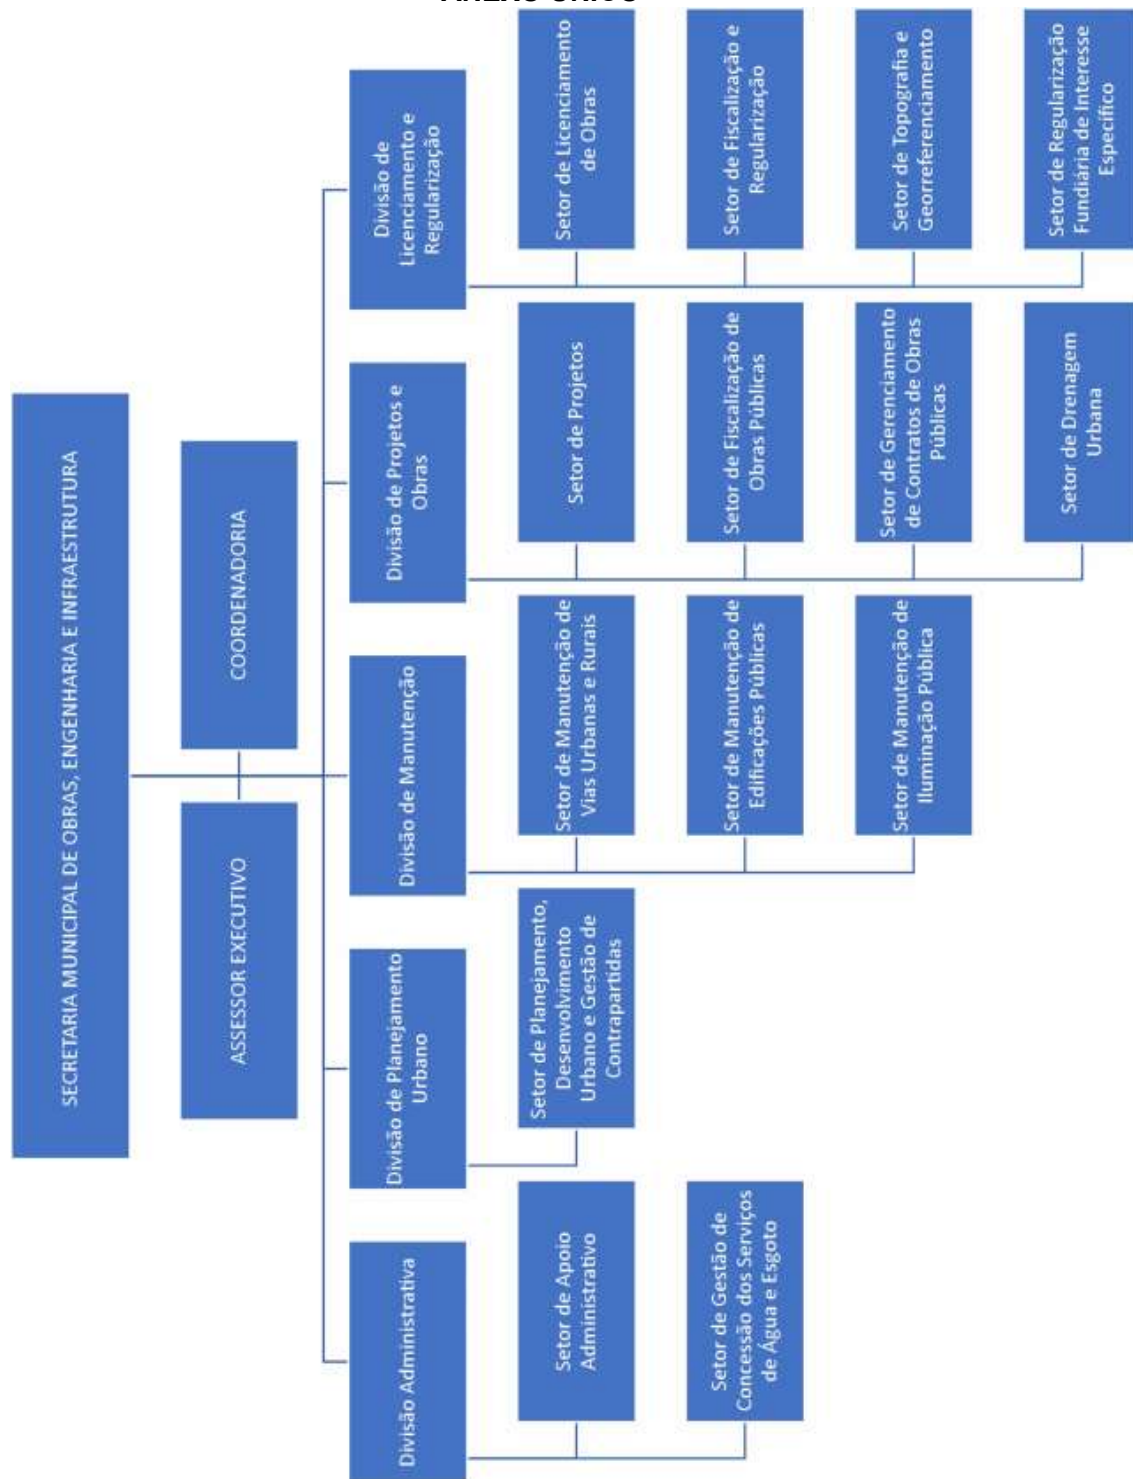 ANEXO ÚNICO
SECRETARIA MUNICIPAL DE OBRAS, ENGENHARIA E INFRAESTRUTURA
ASSESSOR EXECUTIVO
COORDENADORIA
Divisão Administrativa
Setor de Apoio
Administrativo
Setor de Gestão de
Concessão dos Serviços
de Água e Esgoto
Divisão de Planejamento
Urbano
Setor de Planejamento,
Desenvolvimento
Urbano e Gestão de
Contrapartidas
Divisão de Manutenção
Setor de Manutenção de
Vias Urbanas e Rurais
Setor de Manutenção de
Edificações Públicas
Setor de Manutenção de
Iluminação Pública
Divisão de Projetos e
Obras
Setor de Projetos
Setor de Fiscalização de
Obras Públicas
Setor de Gerenciamento
de Contratos de Obras
Públicas
Setor de Drenagem
Urbana
Divisão de
Licenciamento e
Regularização
Setor de Licenciamento
de Obras
Setor de Fiscalização e
Regularização
Setor de Topografia e
Georreferenciamento
Setor de Regularização
Fundiária de Interesse
Específico